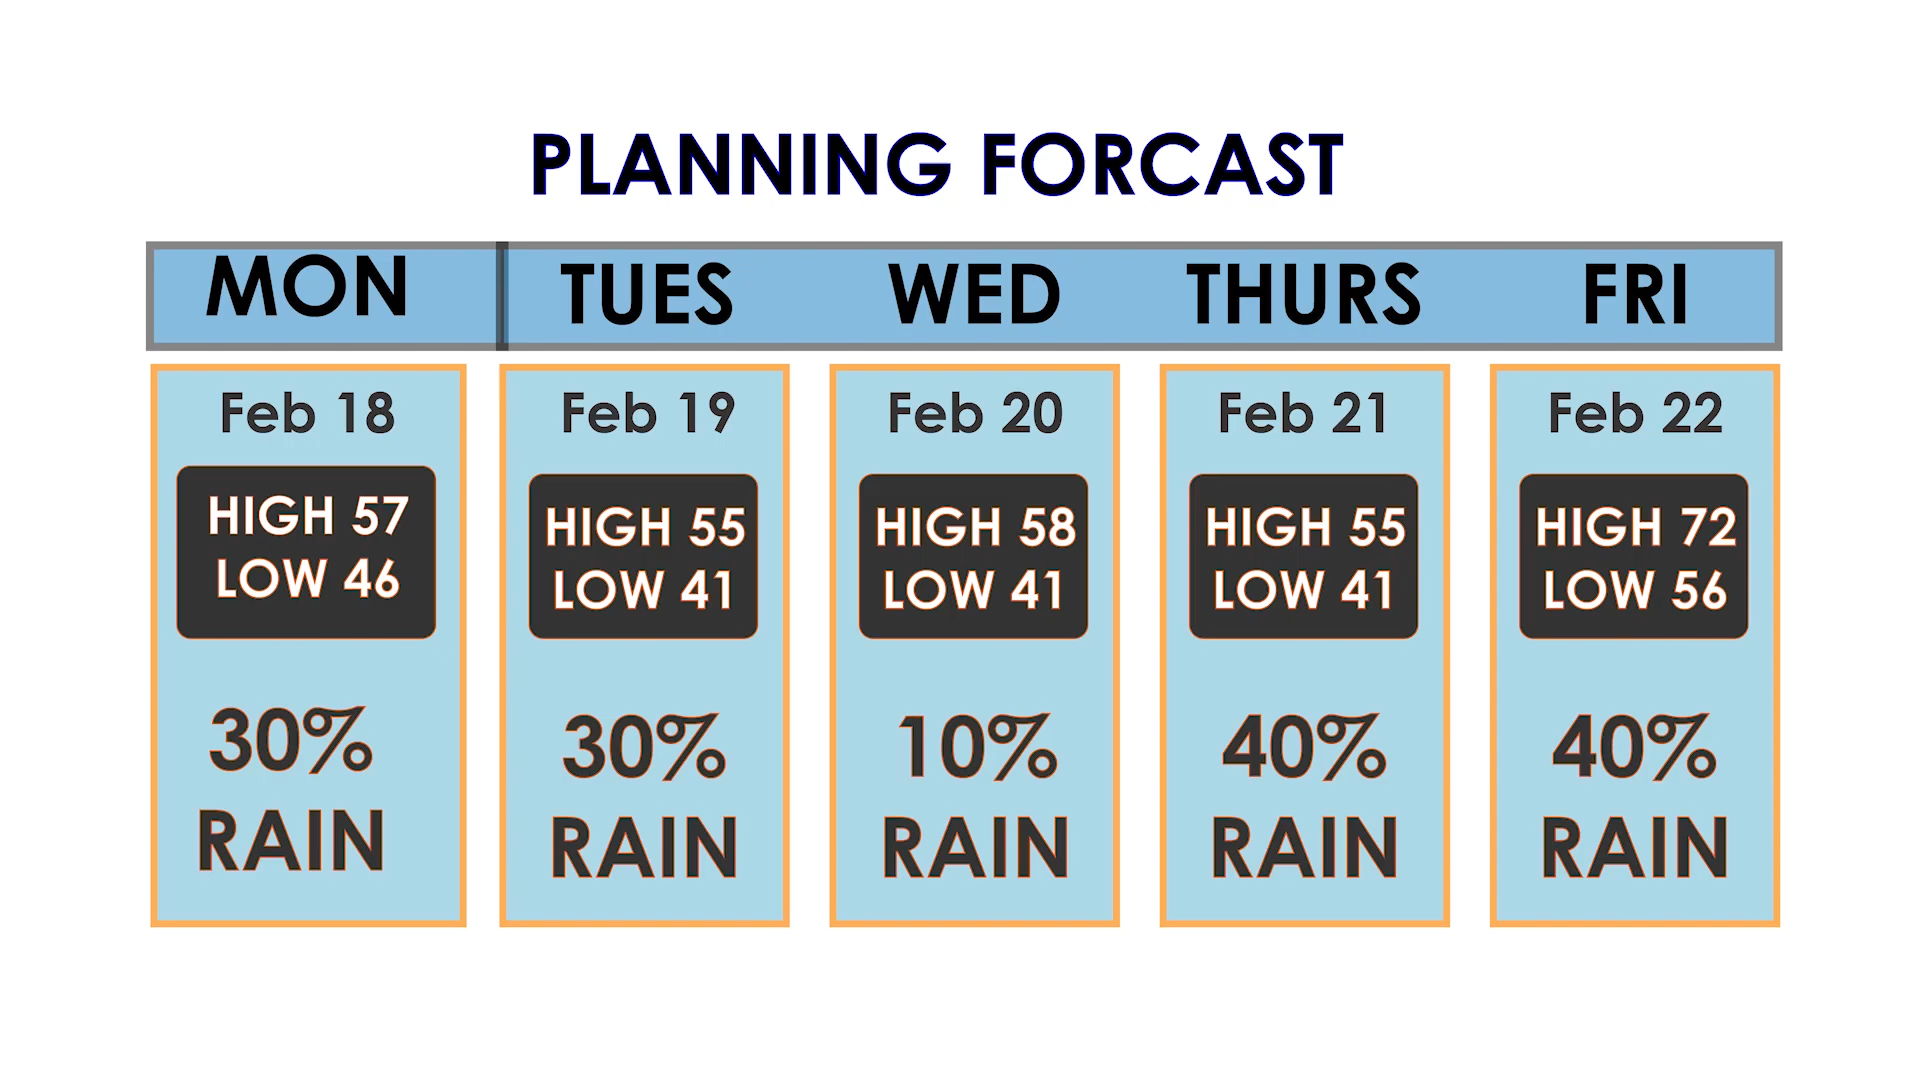 PLANNING FORCAST
MON TUES WED THURS FRI
Feb 18 Feb 19 Feb 20 Feb 21 Feb 22
HIGH 57 HIGH 55 HIGH 58 HIGH 55 HIGH 72
LOW 46 LOW 41 LOW 41 LOW 41 LOW 56
30% 30% 10% 40% 40%
RAIN RAIN RAIN RAIN RAIN